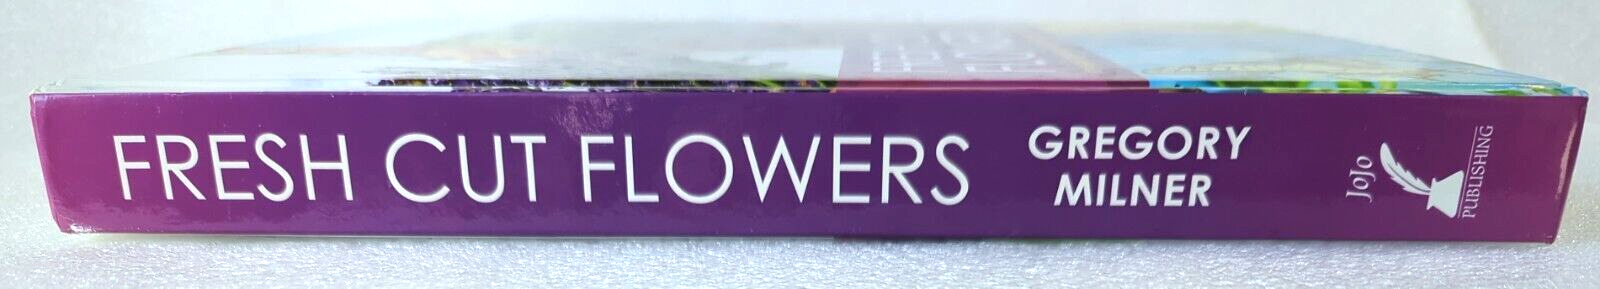 FRESH CUT FLOWERS
GREGORY
MILNER
JoJo
PUBLISHING